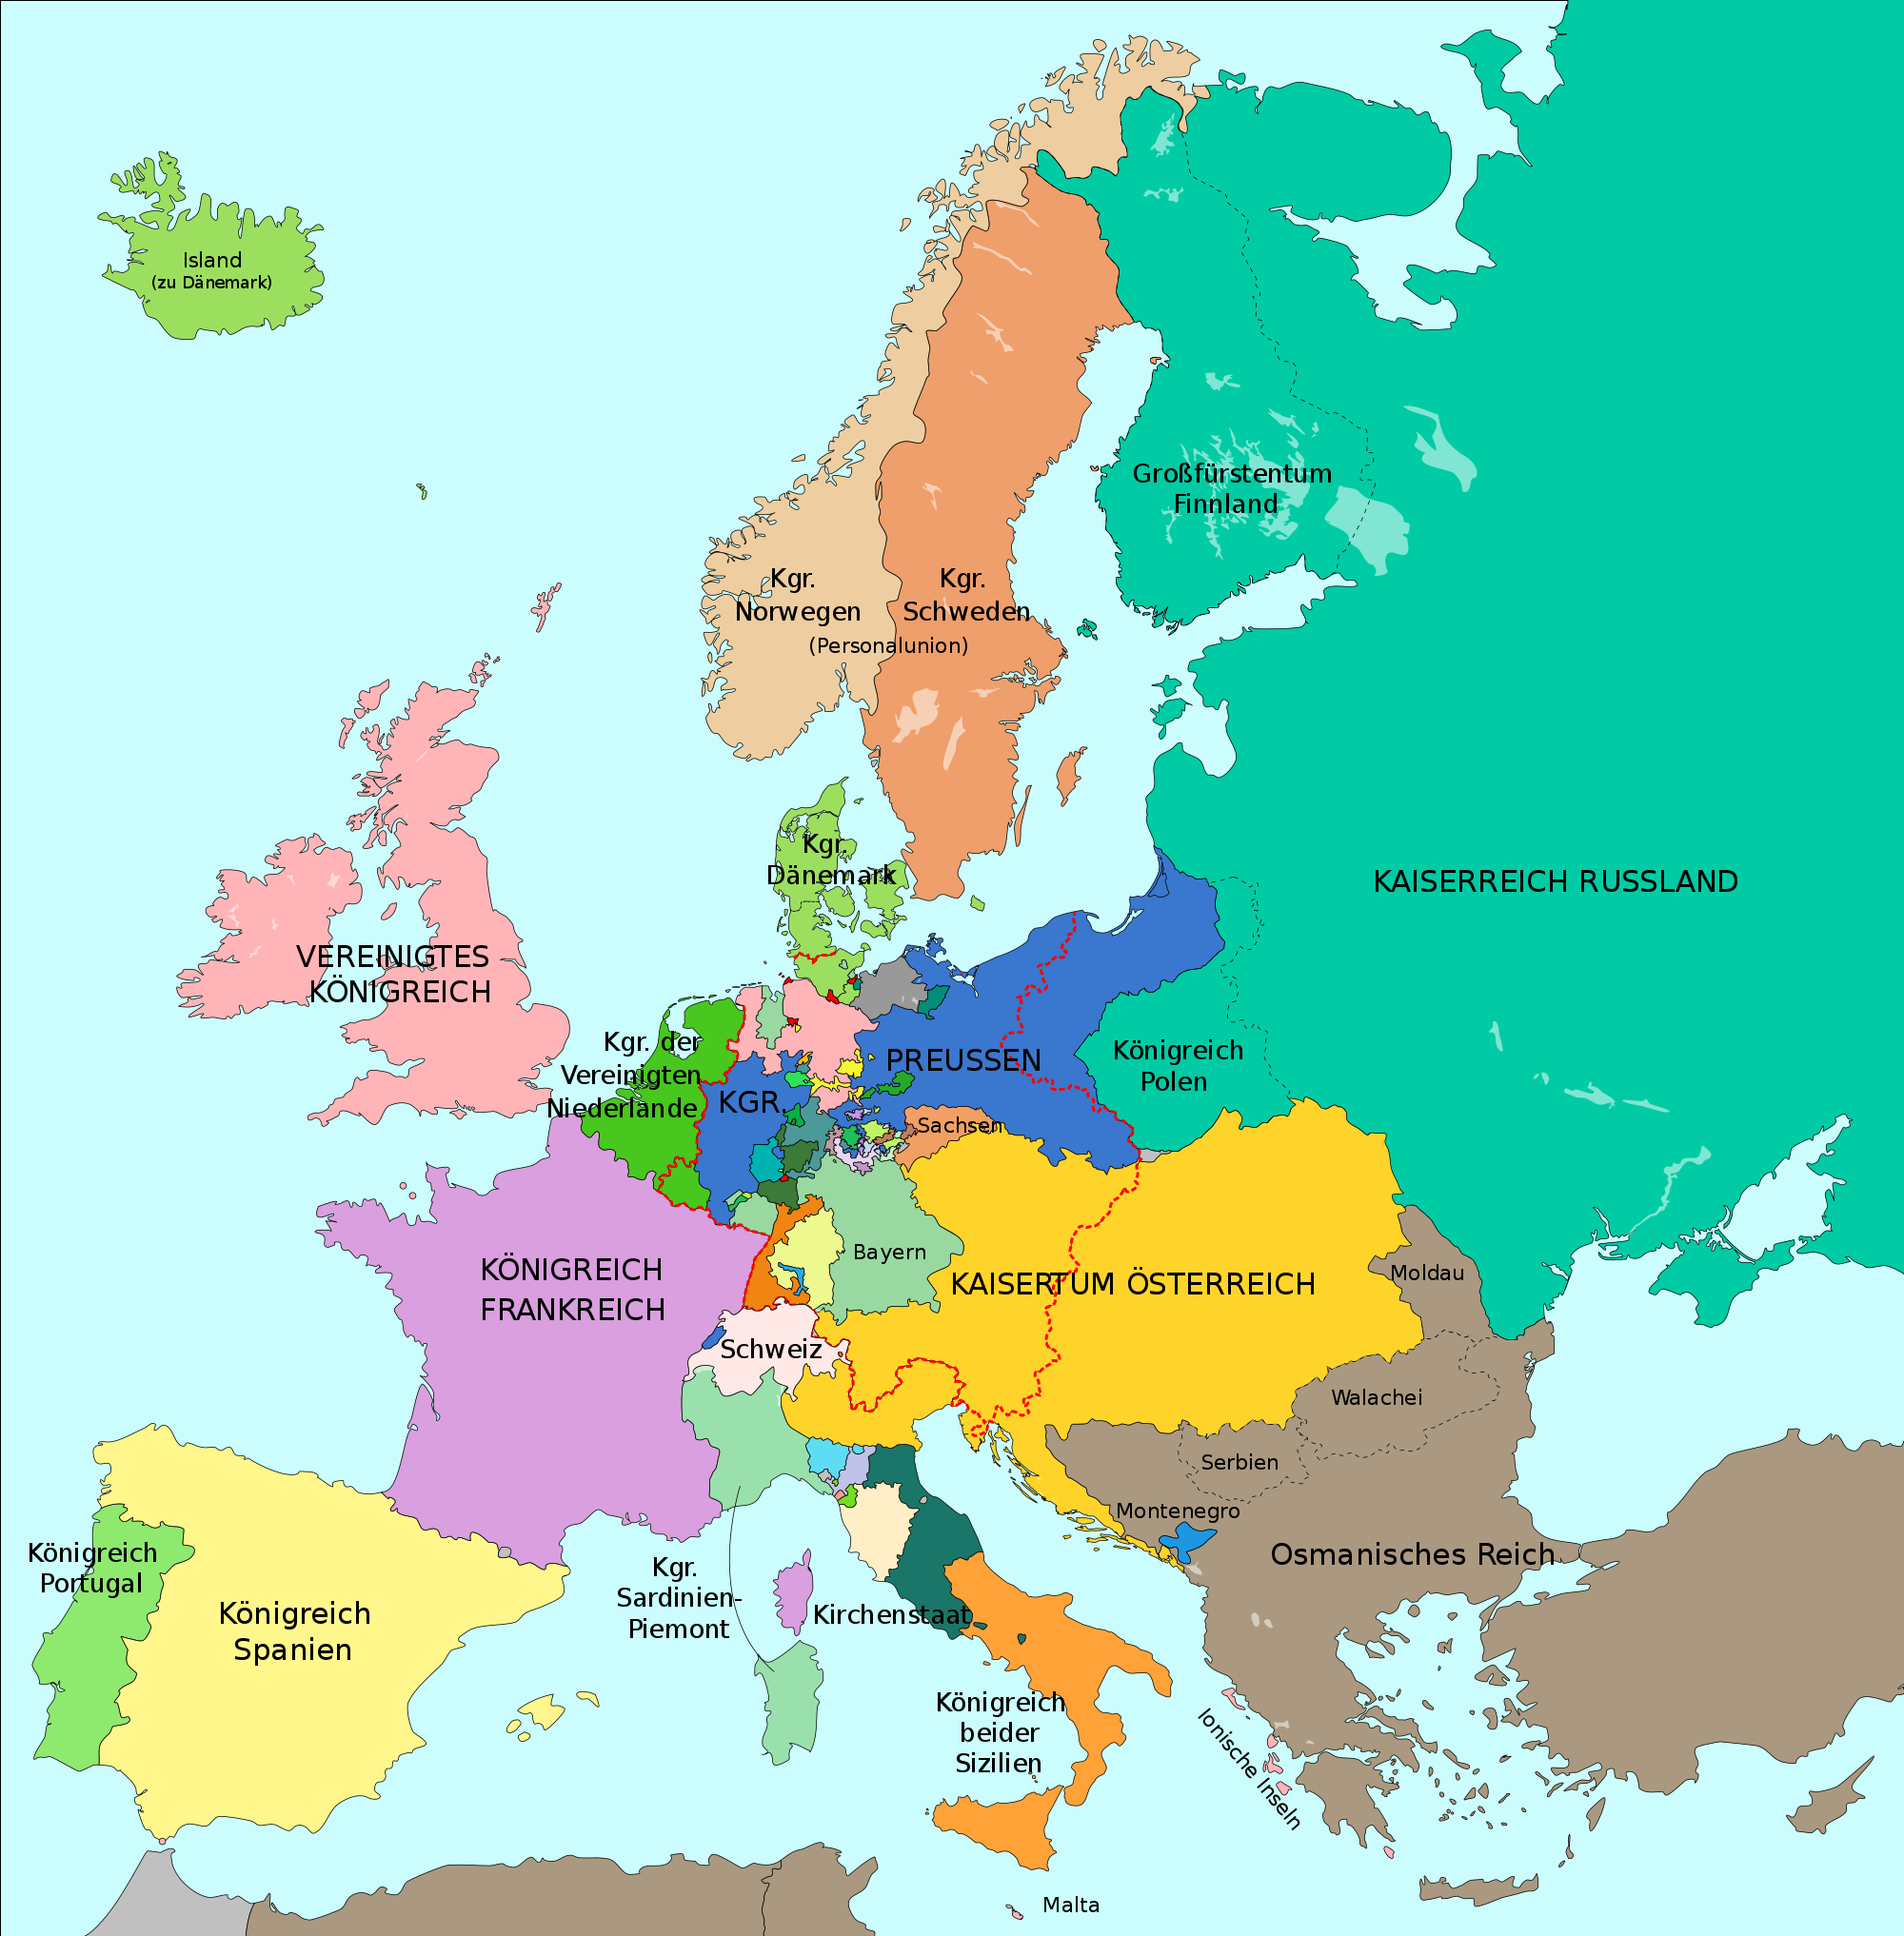 Island
(zu Dänemark)
Großfürstentum
Finnland
Kgr.
Norwegen
Kgr.
Schweden
(Personalunion)
Kgr.
Dänemark
KAISERREICH RUSSLAND
VEREINIGTES
KÖNIGREICH
Kgr. der
Vereinigten
Niederlande
KGR.
PREUSSEN
Königreich
Polen
Sachsen
KÖNIGREICH
FRANKREICH
Bayern
KAISERTUM ÖSTERREICH
Moldau
Schweiz
Walachei
Serbien
Montenegro
Osmanisches Reich
Königreich
Portugal
Königreich
Spanien
Kgr.
Sardinien-
Piemont
Kirchenstaat
Königreich
beider
Sizilien
Ionische Inseln
Malta